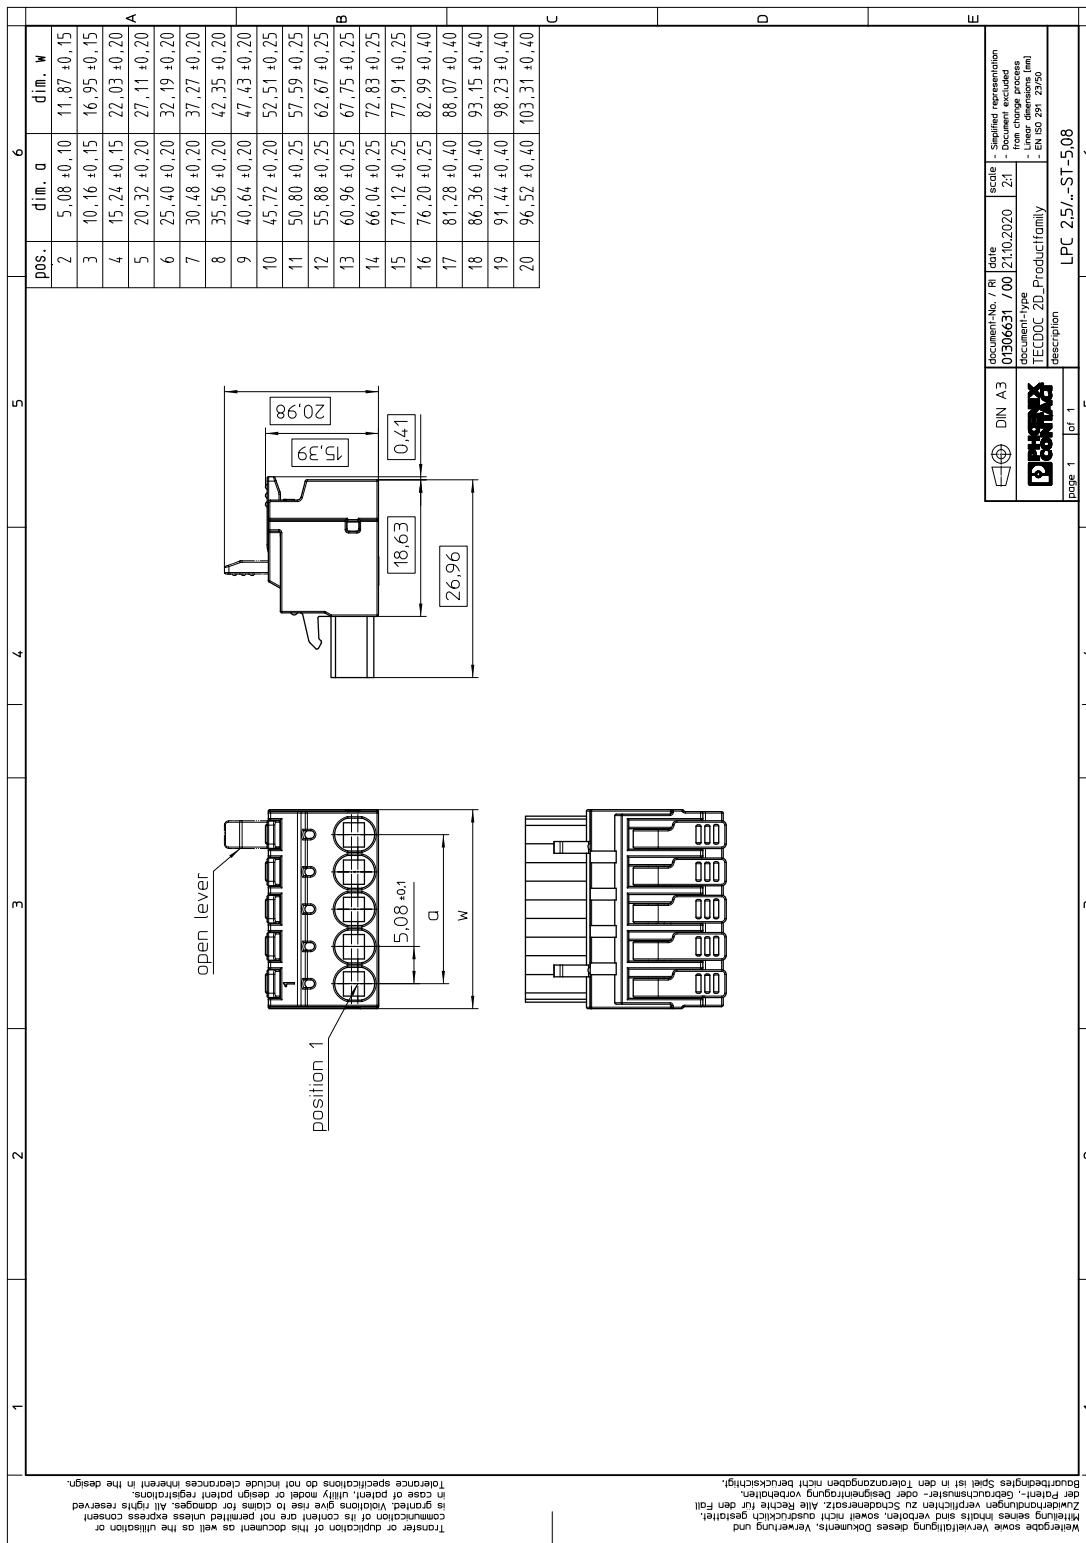 1
2
3
4
5
6
A
B
C
D
E
pos. dim. a dim. w
2 5,08 ±0,10 11,87 ±0,15
3 10,16 ±0,15 16,95 ±0,15
4 15,24 ±0,15 22,03 ±0,20
5 20,32 ±0,20 27,11 ±0,20
6 25,40 ±0,20 32,19 ±0,20
7 30,48 ±0,20 37,27 ±0,20
8 35,56 ±0,20 42,35 ±0,20
9 40,64 ±0,20 47,43 ±0,20
10 45,72 ±0,20 52,51 ±0,25
11 50,80 ±0,25 57,59 ±0,25
12 55,88 ±0,25 62,67 ±0,25
13 60,96 ±0,25 67,75 ±0,25
14 66,04 ±0,25 72,83 ±0,25
15 71,12 ±0,25 77,91 ±0,25
16 76,20 ±0,25 82,99 ±0,40
17 81,28 ±0,40 88,07 ±0,40
18 86,36 ±0,40 93,15 ±0,40
19 91,44 ±0,40 98,23 ±0,40
20 96,52 ±0,40 103,31 ±0,40
open lever
position 1
1
5,08 ±0,1
a
w
20,98
15,39
0,41
18,63
26,96
DIN A3
PHOENIX
CONTACT
page 1 of 1
document-No. / RI
01306631 / 00
date
21.10.2020
scale
2:1
- Simplified representation
- Document excluded
from change process
- Linear dimensions [mm]
- EN ISO 291 23/50
document-type
TECDOC 2D_Productfamily
description
LPC 2,5/..-ST-5,08
Transfer or duplication of this document as well as the utilisation or
communication of its content are not permitted unless express consent
is granted. Violations give rise to claims for damages. All rights reserved
in case of patent, utility model or design patent registrations.
Tolerance specifications do not include clearances inherent in the design.
Weitergabe sowie Vervielfältigung dieses Dokuments, Verwertung und
Mitteilung seines Inhalts sind verboten, soweit nicht ausdrücklich gestattet.
Zuwiderhandlungen verpflichten zu Schadenersatz. Alle Rechte für den Fall
der Patent-, Gebrauchsmuster- oder Designeintragung vorbehalten.
Bauartbedingtes Spiel ist in den Toleranzangaben nicht berücksichtigt.